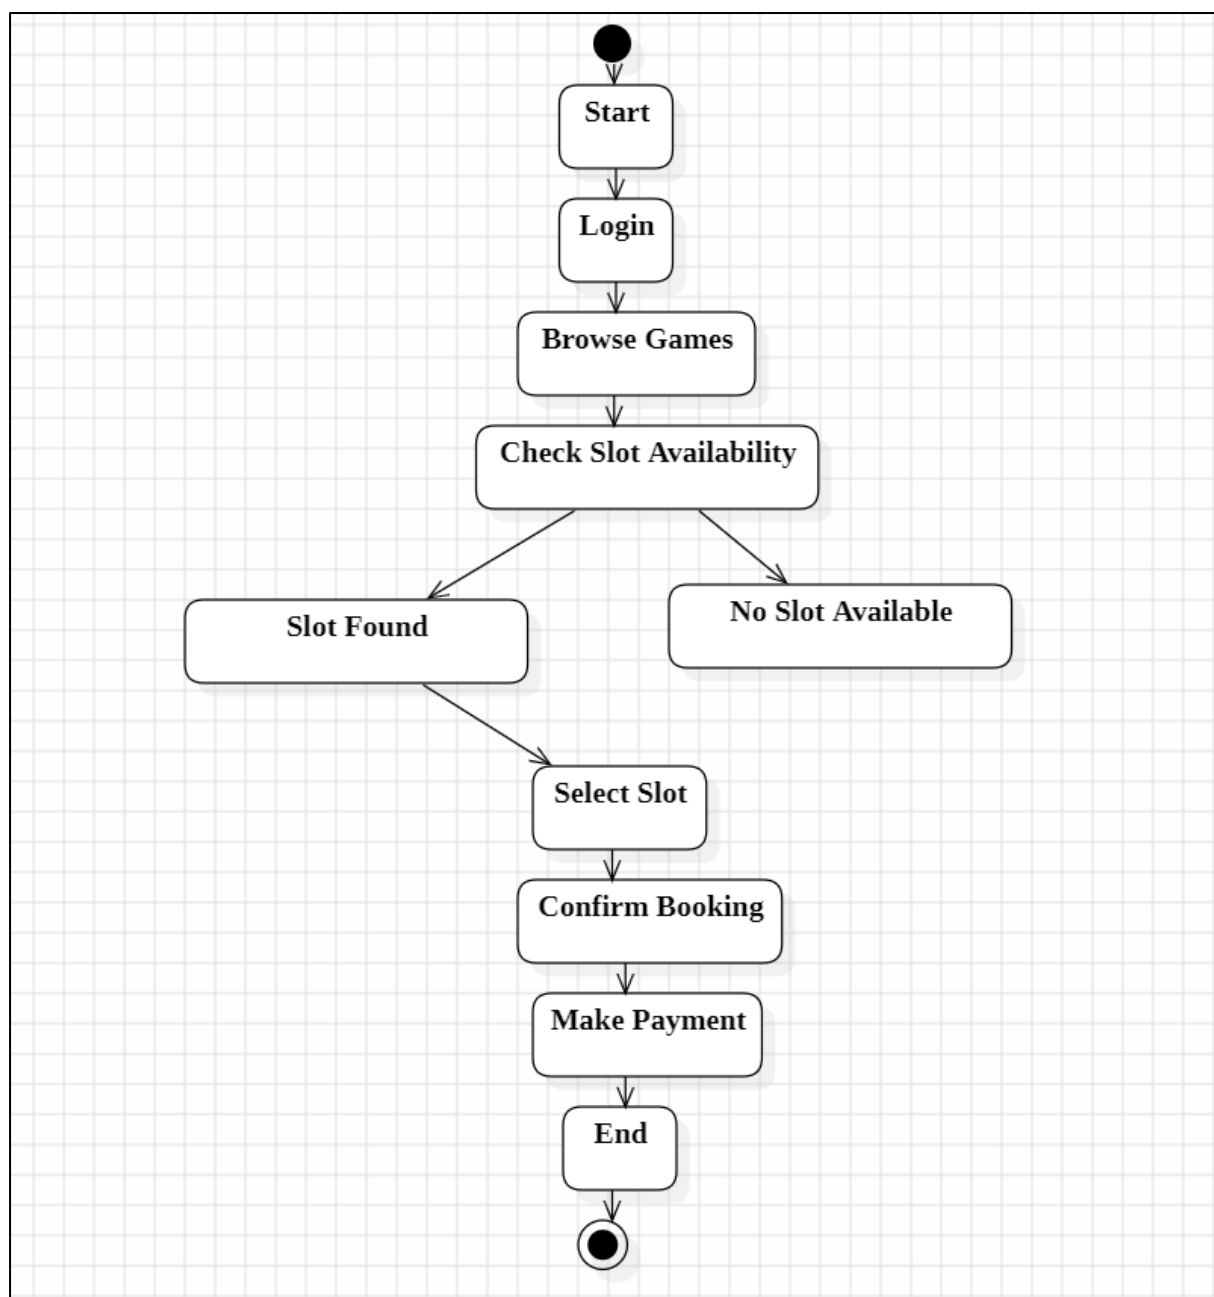 Start
Login
Browse Games
Check Slot Availability
Slot Found
No Slot Available
Select Slot
Confirm Booking
Make Payment
End